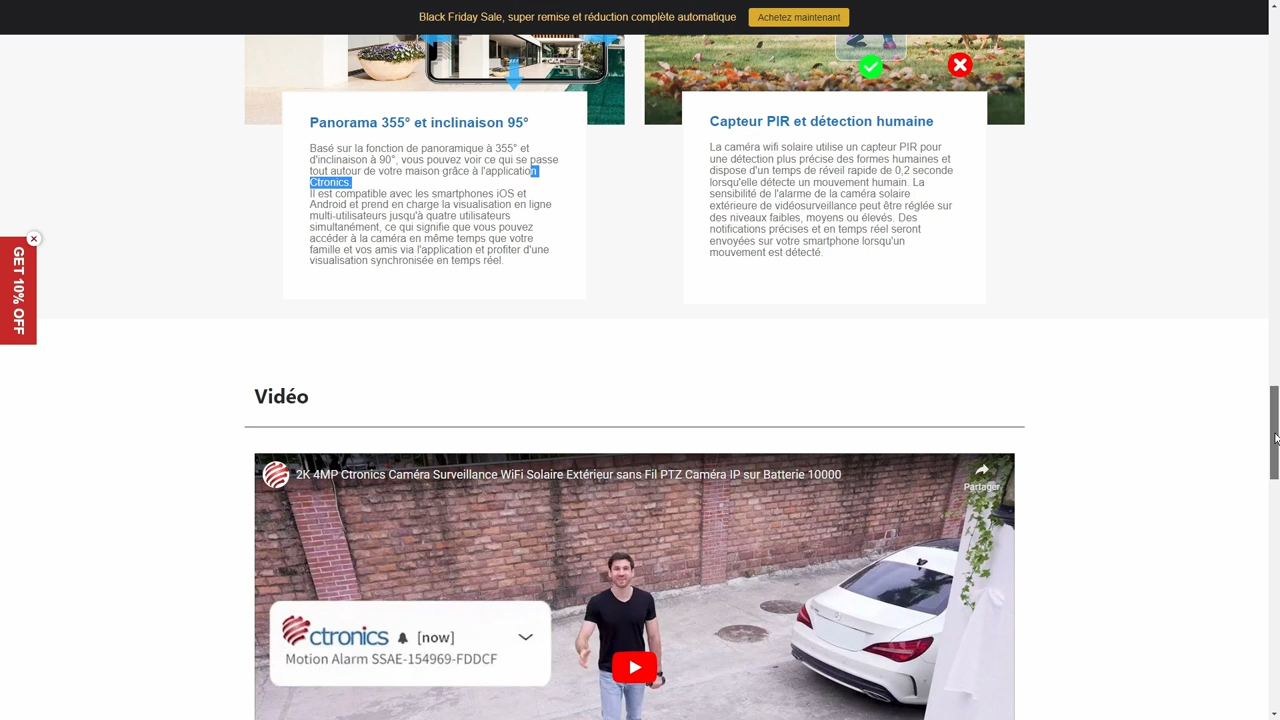 Black Friday Sale, super remise et réduction complète automatique
Achetez maintenant
Panorama 355° et inclinaison 95°
Basé sur la fonction de panoramique à 355° et
d'inclinaison à 90°, vous pouvez voir ce qui se passe
tout autour de votre maison grâce à l'application
Ctronics.
Il est compatible avec les smartphones iOS et
Android et prend en charge la visualisation en ligne
multi-utilisateurs jusqu'à quatre utilisateurs
simultanément, ce qui signifie que vous pouvez
accéder à la caméra en même temps que votre
famille et vos amis via l'application et profiter d'une
visualisation synchronisée en temps réel.
Capteur PIR et détection humaine
La caméra wifi solaire utilise un capteur PIR pour
une détection plus précise des formes humaines et
dispose d'un temps de réveil rapide de 0,2 seconde
lorsqu'elle détecte un mouvement humain. La
sensibilité de l'alarme de la caméra solaire
extérieure de vidéosurveillance peut être réglée sur
des niveaux faibles, moyens ou élevés. Des
notifications précises et en temps réel seront
envoyées sur votre smartphone lorsqu'un
mouvement est détecté.
GET 10% OFF
Vidéo
2K 4MP Ctronics Caméra Surveillance WiFi Solaire Extérieur sans Fil PTZ Caméra IP sur Batterie 10000
Partager
ctronics [now]
Motion Alarm SSAE-154969-FDDCF